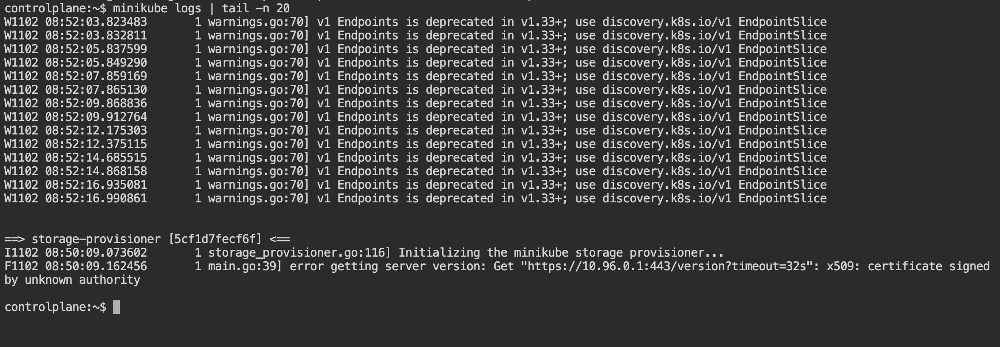 controlplane:~$ minikube logs | tail -n 20
W1102 08:52:03.823483       1 warnings.go:70] v1 Endpoints is deprecated in v1.33+; use discovery.k8s.io/v1 EndpointSlice
W1102 08:52:03.832811       1 warnings.go:70] v1 Endpoints is deprecated in v1.33+; use discovery.k8s.io/v1 EndpointSlice
W1102 08:52:05.837599       1 warnings.go:70] v1 Endpoints is deprecated in v1.33+; use discovery.k8s.io/v1 EndpointSlice
W1102 08:52:05.849290       1 warnings.go:70] v1 Endpoints is deprecated in v1.33+; use discovery.k8s.io/v1 EndpointSlice
W1102 08:52:07.859169       1 warnings.go:70] v1 Endpoints is deprecated in v1.33+; use discovery.k8s.io/v1 EndpointSlice
W1102 08:52:07.865130       1 warnings.go:70] v1 Endpoints is deprecated in v1.33+; use discovery.k8s.io/v1 EndpointSlice
W1102 08:52:09.868836       1 warnings.go:70] v1 Endpoints is deprecated in v1.33+; use discovery.k8s.io/v1 EndpointSlice
W1102 08:52:09.912764       1 warnings.go:70] v1 Endpoints is deprecated in v1.33+; use discovery.k8s.io/v1 EndpointSlice
W1102 08:52:12.175303       1 warnings.go:70] v1 Endpoints is deprecated in v1.33+; use discovery.k8s.io/v1 EndpointSlice
W1102 08:52:12.375115       1 warnings.go:70] v1 Endpoints is deprecated in v1.33+; use discovery.k8s.io/v1 EndpointSlice
W1102 08:52:14.685515       1 warnings.go:70] v1 Endpoints is deprecated in v1.33+; use discovery.k8s.io/v1 EndpointSlice
W1102 08:52:14.868158       1 warnings.go:70] v1 Endpoints is deprecated in v1.33+; use discovery.k8s.io/v1 EndpointSlice
W1102 08:52:16.935081       1 warnings.go:70] v1 Endpoints is deprecated in v1.33+; use discovery.k8s.io/v1 EndpointSlice
W1102 08:52:16.990861       1 warnings.go:70] v1 Endpoints is deprecated in v1.33+; use discovery.k8s.io/v1 EndpointSlice
==> storage-provisioner [5cf1d7fecf6f] <==
I1102 08:50:09.073602       1 storage_provisioner.go:116] Initializing the minikube storage provisioner...
F1102 08:50:09.162456       1 main.go:39] error getting server version: Get "https://10.96.0.1:443/version?timeout=32s": x509: certificate signed
by unknown authority
controlplane:~$